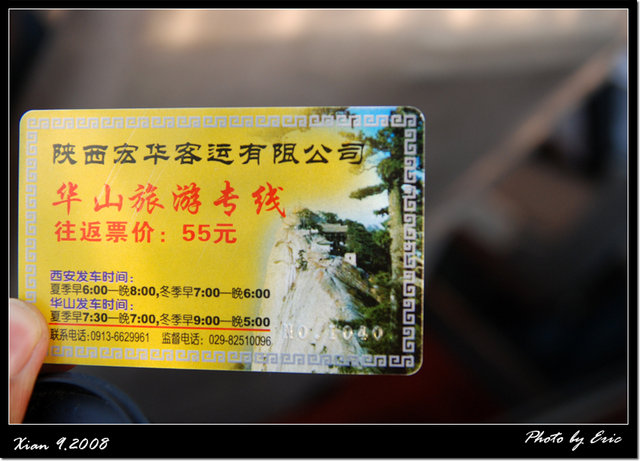 陕西宏华客运有限公司
华山旅游专线
往返票价：55元
西安发车时间：
夏季早6:00—晚8:00,冬季早7:00—晚6:00
华山发车时间：
夏季早7:30—晚7:00,冬季早9:00—晚5:00
NO.1040
联系电话:0913-6629961 监督电话：029-82510096
Xian 9.2008
Photo by Eric